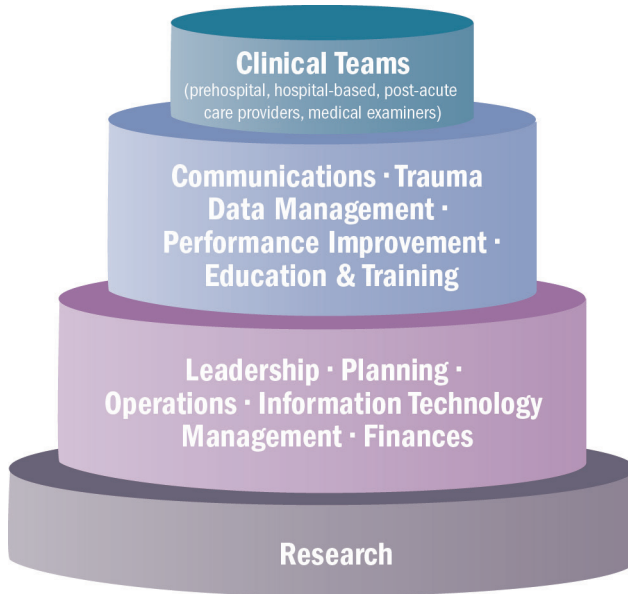 Clinical Teams
(prehospital, hospital-based, post-acute
care providers, medical examiners)
Communications · Trauma
Data Management ·
Performance Improvement ·
Education & Training
Leadership · Planning ·
Operations · Information Technology
Management · Finances
Research